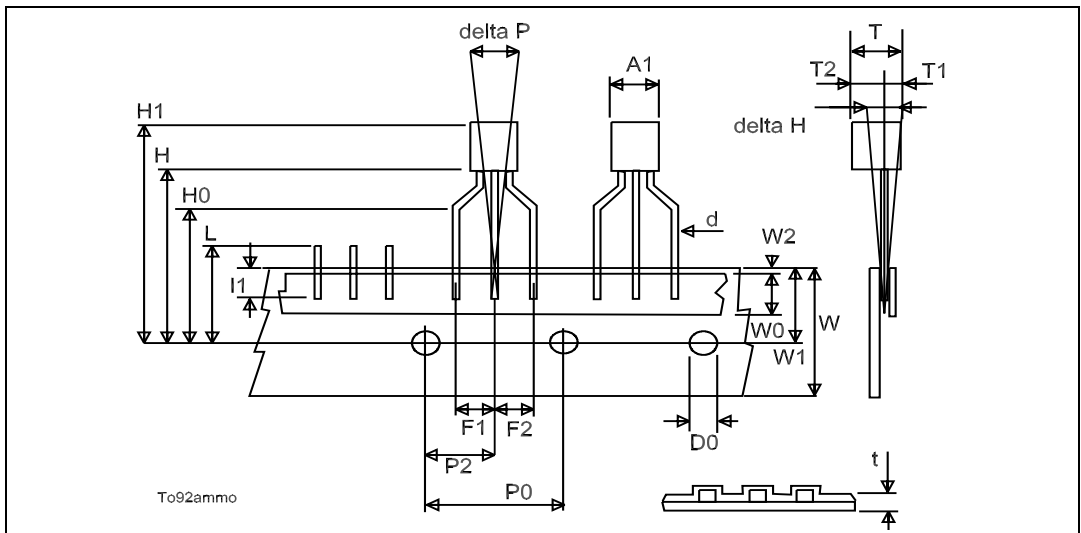 delta P
T
A1
T2
T1
H1
delta H
H
H0
d
L
W2
I1
W0
W
W1
F1
F2
D0
P2
t
P0
To92ammo